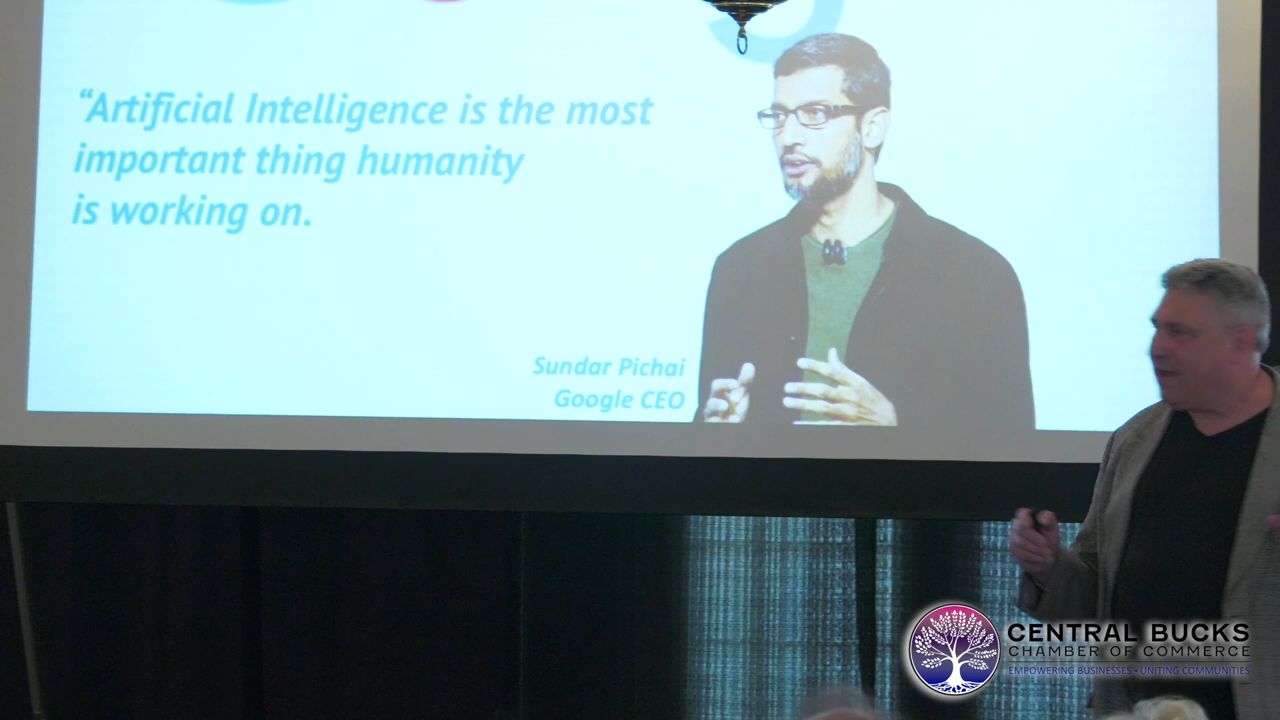 “Artificial Intelligence is the most
important thing humanity
is working on.
Sundar Pichai
Google CEO
CENTRAL BUCKS
CHAMBER OF COMMERCE
EMPOWERING BUSINESSES • UNITING COMMUNITIES